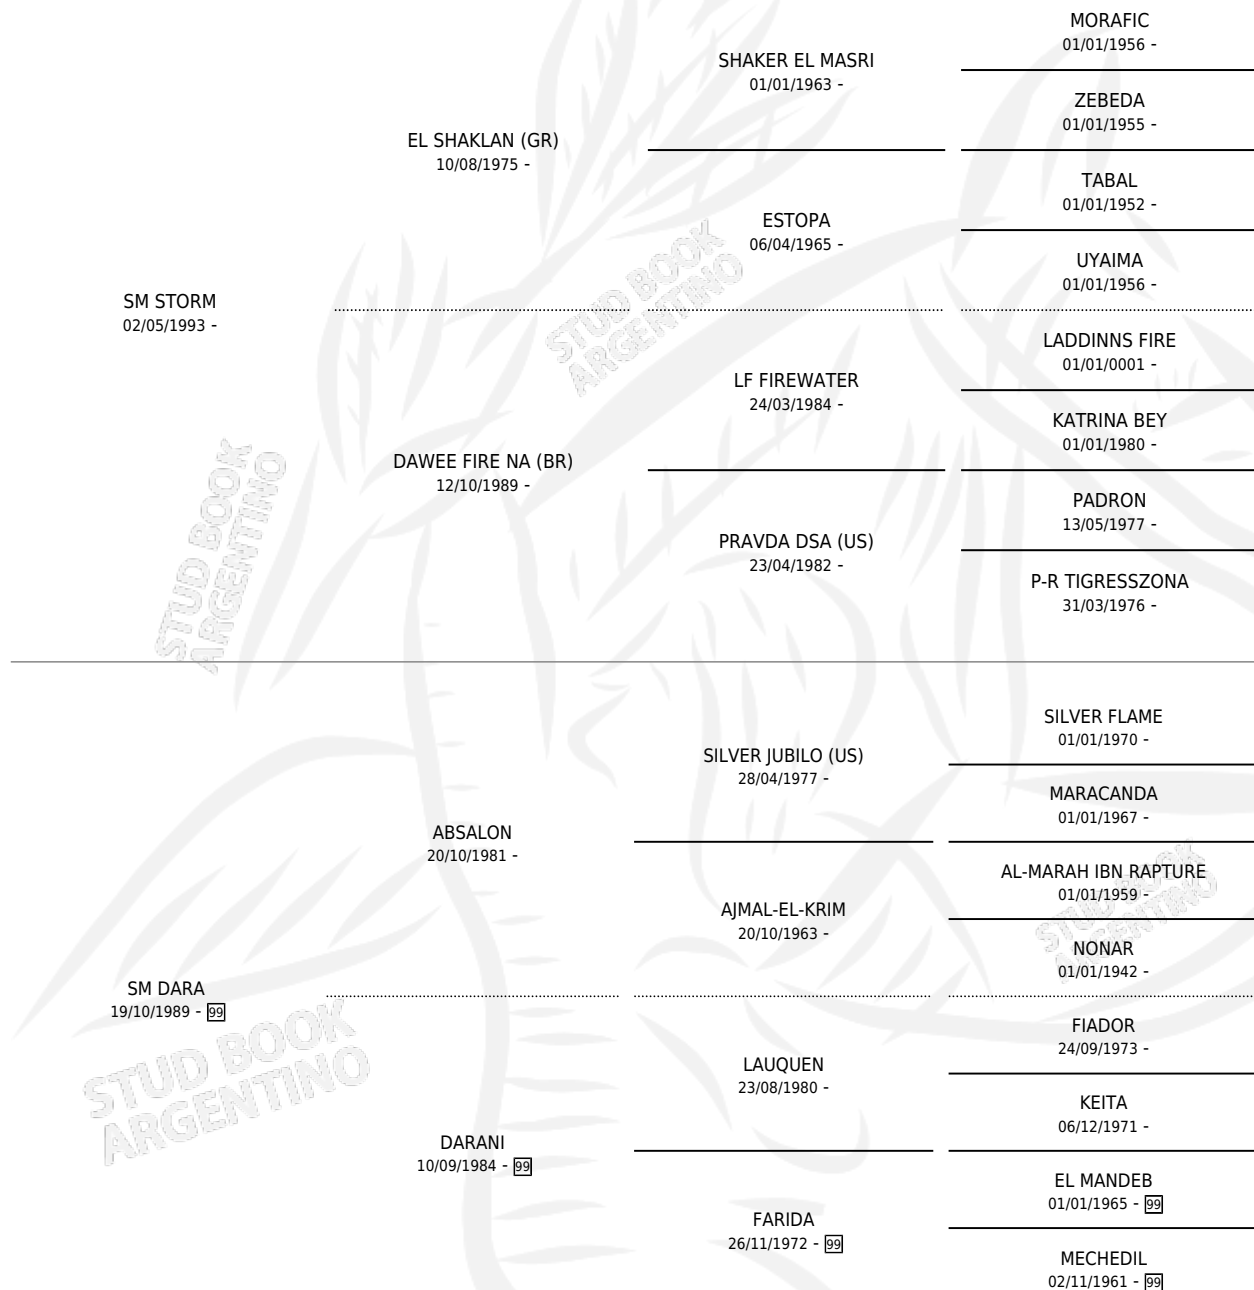 MORAFIC
01/01/1956 -
SHAKER EL MASRI
01/01/1963 -
ZEBEDA
01/01/1955 -
EL SHAKLAN (GR)
10/08/1975 -
TABAL
01/01/1952 -
ESTOPA
06/04/1965 -
UYAIMA
01/01/1956 -
SM STORM
02/05/1993 -
LADDINNS FIRE
01/01/0001 -
LF FIREWATER
24/03/1984 -
KATRINA BEY
01/01/1980 -
DAWEE FIRE NA (BR)
12/10/1989 -
PADRON
13/05/1977 -
PRAVDA DSA (US)
23/04/1982 -
P-R TIGRESSZONA
31/03/1976 -
SILVER FLAME
01/01/1970 -
SILVER JUBILO (US)
28/04/1977 -
MARACANDA
01/01/1967 -
ABSALON
20/10/1981 -
AL-MARAH IBN RAPTURE
01/01/1959 -
AJMAL-EL-KRIM
20/10/1963 -
NONAR
01/01/1942 -
SM DARA
19/10/1989 - 99
FIADOR
24/09/1973 -
LAUQUEN
23/08/1980 -
KEITA
06/12/1971 -
DARANI
10/09/1984 - 99
EL MANDEB
01/01/1965 - 99
FARIDA
26/11/1972 - 99
MECHEDIL
02/11/1961 - 99
STUD BOOK
ARGENTINO
STUD BOOK
ARGENTINO
STUD BOOK
ARGENTINO
STUD BOOK
ARGENTINO